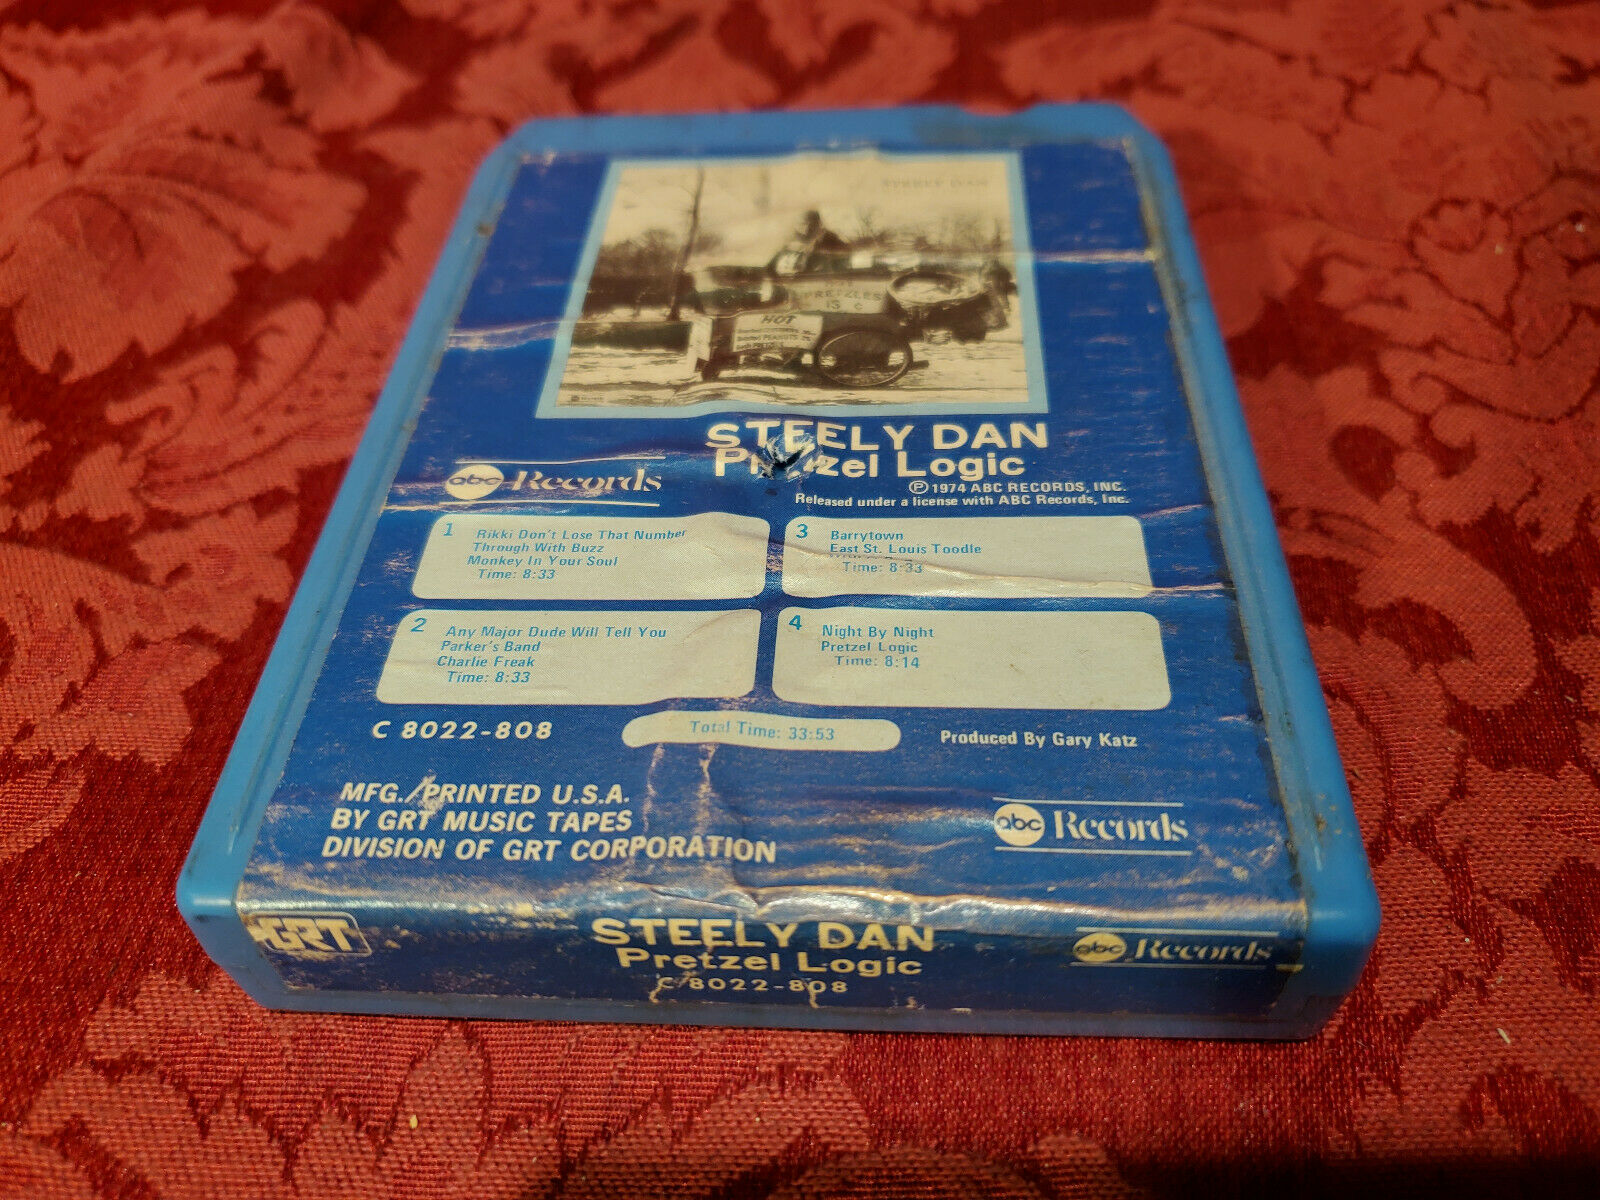 STEELY DAN
PRETZELS
15 ¢
HOT
STEELY DAN
Pretzel Logic
abc Records
℗ 1974 ABC RECORDS, INC.
Released under a license with ABC Records, Inc.
1 Rikki Don't Lose That Number
Through With Buzz
Monkey In Your Soul
Time: 8:33
2 Any Major Dude Will Tell You
Parker's Band
Charlie Freak
Time: 8:33
3 Barrytown
East St. Louis Toodle
Time: 8:33
4 Night By Night
Pretzel Logic
Time: 8:14
C 8022-808
Total Time: 33:53
Produced By Gary Katz
MFG./PRINTED U.S.A.
BY GRT MUSIC TAPES
DIVISION OF GRT CORPORATION
abc Records
GRT
STEELY DAN
Pretzel Logic
C 8022-808
abc Records